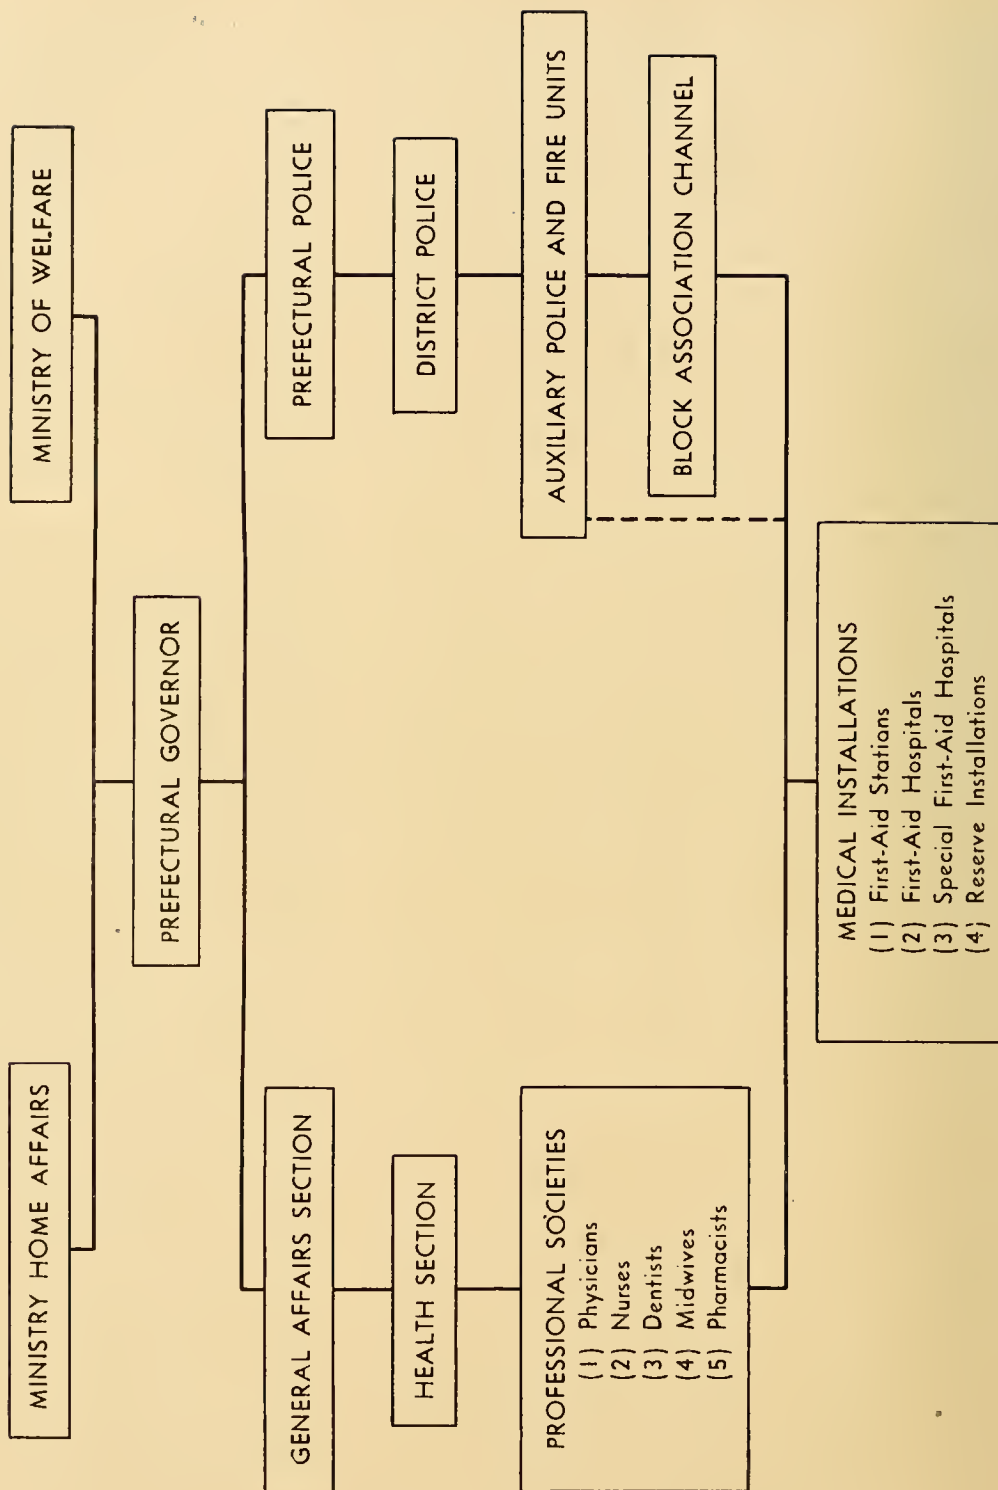 MINISTRY HOME AFFAIRS
MINISTRY OF WELFARE
PREFECTURAL GOVERNOR
GENERAL AFFAIRS SECTION
PREFECTURAL POLICE
HEALTH SECTION
DISTRICT POLICE
PROFESSIONAL SOCIETIES
(1) Physicians
(2) Nurses
(3) Dentists
(4) Midwives
(5) Pharmacists
AUXILIARY POLICE AND FIRE UNITS
BLOCK ASSOCIATION CHANNEL
MEDICAL INSTALLATIONS
(1) First-Aid Stations
(2) First-Aid Hospitals
(3) Special First-Aid Hospitals
(4) Reserve Installations